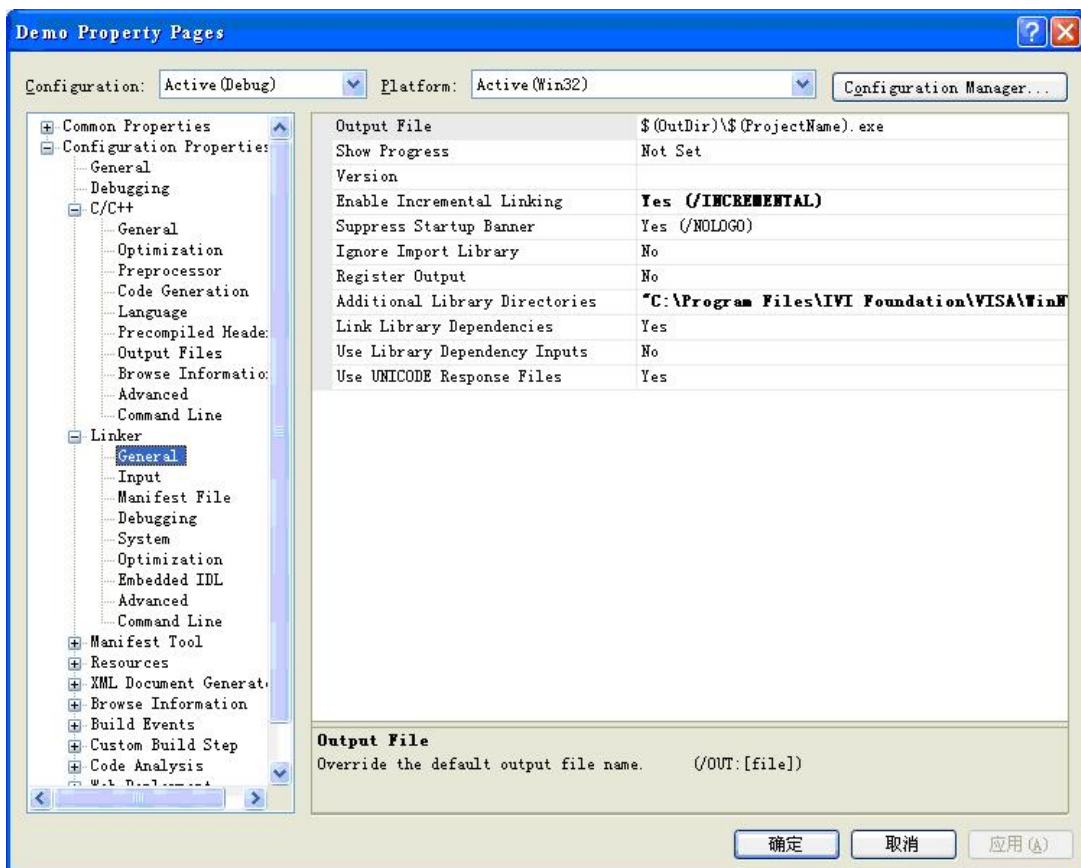 Demo Property Pages
Configuration: Active(Debug) Platform: Active(Win32) Configuration Manager...
Common Properties
Configuration Properties
General
Debugging
C/C++
General
Optimization
Preprocessor
Code Generation
Language
Precompiled Heade
Output Files
Browse Informatio
Advanced
Command Line
Linker
General
Input
Manifest File
Debugging
System
Optimization
Embedded IDL
Advanced
Command Line
Manifest Tool
Resources
XML Document Generat
Browse Information
Build Events
Custom Build Step
Code Analysis
Output File $(OutDir)\$(ProjectName).exe
Show Progress Not Set
Version
Enable Incremental Linking Yes (/INCREMENTAL)
Suppress Startup Banner Yes (/NOLOGO)
Ignore Import Library No
Register Output No
Additional Library Directories "C:\Program Files\IVI Foundation\VISA\WinN
Link Library Dependencies Yes
Use Library Dependency Inputs No
Use UNICODE Response Files Yes
Output File
Override the default output file name. (/OUT:[file])
确定 取消 应用(A)